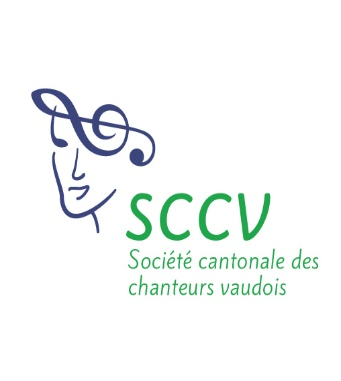 SCCV
Société cantonale des
chanteurs vaudois